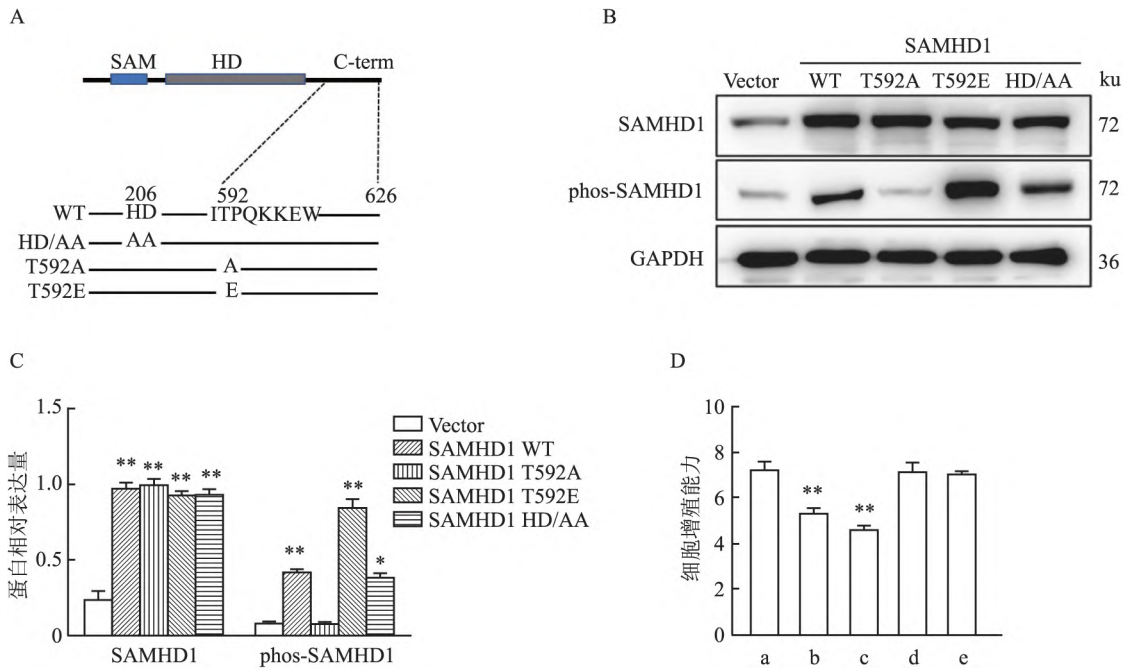 A
SAM HD C-term
206 592 626
WT HD ITPQKKEW
HD/AA AA
T592A A
T592E E
B
SAMHD1
Vector WT T592A T592E HD/AA ku
SAMHD1 72
phos-SAMHD1 72
GAPDH 36
C
蛋白相对表达量
1.5
1.0
0.5
0
** ** ** **
** ** *
SAMHD1 phos-SAMHD1
Vector
SAMHD1 WT
SAMHD1 T592A
SAMHD1 T592E
SAMHD1 HD/AA
D
细胞增殖能力
10
8
6
4
2
0
** **
a b c d e